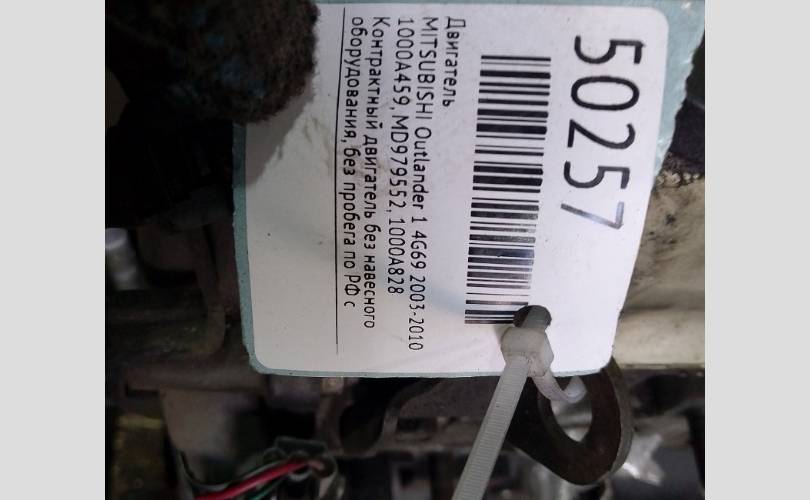 50257
Двигатель
MITSUBISHI Outlander 1 4G69 2003-2010
1000A459, MD979552, 1000A828
Контрактный двигатель без навесного
оборудования, без пробега по РФ с